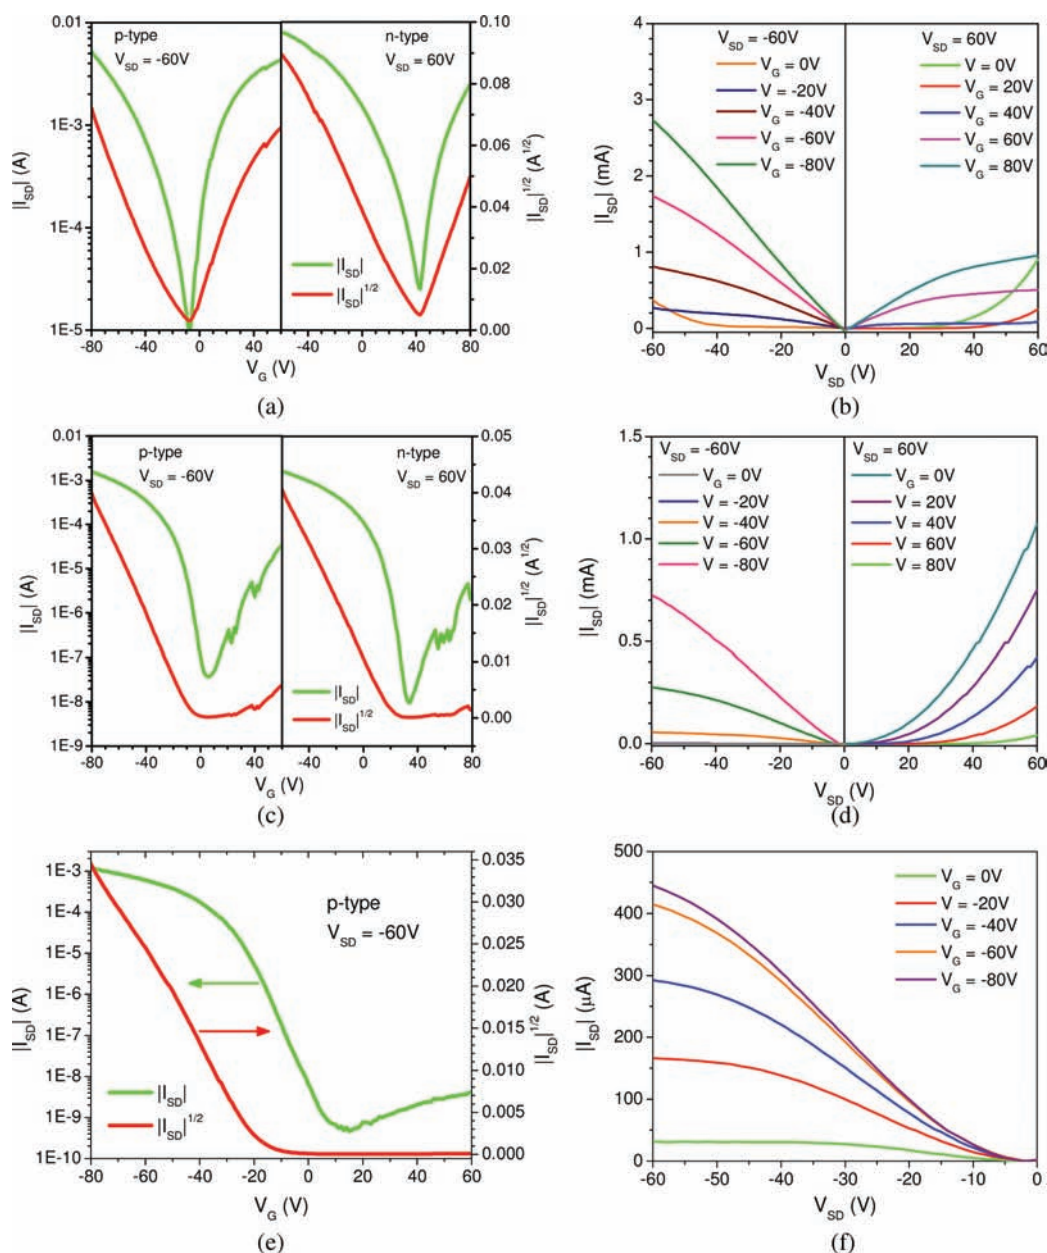 p-type
V_SD = -60V
n-type
V_SD = 60V
|I_SD|
|I_SD|^1/2
0.01
1E-3
1E-4
1E-5
|I_SD| (A)
0.10
0.08
0.06
0.04
0.02
0.00
|I_SD|^1/2 (A^1/2)
-80 -40 0 40 -40 0 40 80
V_G (V)
(a)
V_SD = -60V
V_G = 0V
V = -20V
V_G = -40V
V_G = -60V
V_G = -80V
V_SD = 60V
V = 0V
V_G = 20V
V_G = 40V
V_G = 60V
V_G = 80V
4
3
2
1
0
|I_SD| (mA)
-60 -40 -20 0 20 40 60
V_SD (V)
(b)
p-type
V_SD = -60V
n-type
V_SD = 60V
|I_SD|
|I_SD|^1/2
0.01
1E-3
1E-4
1E-5
1E-6
1E-7
1E-8
1E-9
|I_SD| (A)
0.05
0.04
0.03
0.02
0.01
0.00
|I_SD|^1/2 (A^1/2)
-80 -40 0 40 -40 0 40 80
V_G (V)
(c)
V_SD = -60V
V_G = 0V
V = -20V
V = -40V
V = -60V
V = -80V
V_SD = 60V
V_G = 0V
V = 20V
V = 40V
V = 60V
V = 80V
1.5
1.0
0.5
0.0
|I_SD| (mA)
-60 -40 -20 0 20 40 60
V_SD (V)
(d)
p-type
V_SD = -60V
|I_SD|
|I_SD|^1/2
1E-3
1E-4
1E-5
1E-6
1E-7
1E-8
1E-9
1E-10
|I_SD| (A)
0.035
0.030
0.025
0.020
0.015
0.010
0.005
0.000
|I_SD|^1/2 (A)
-80 -60 -40 -20 0 20 40 60
V_G (V)
(e)
V_G = 0V
V = -20V
V_G = -40V
V_G = -60V
V_G = -80V
500
400
300
200
100
0
|I_SD| (μA)
-60 -50 -40 -30 -20 -10 0
V_SD (V)
(f)